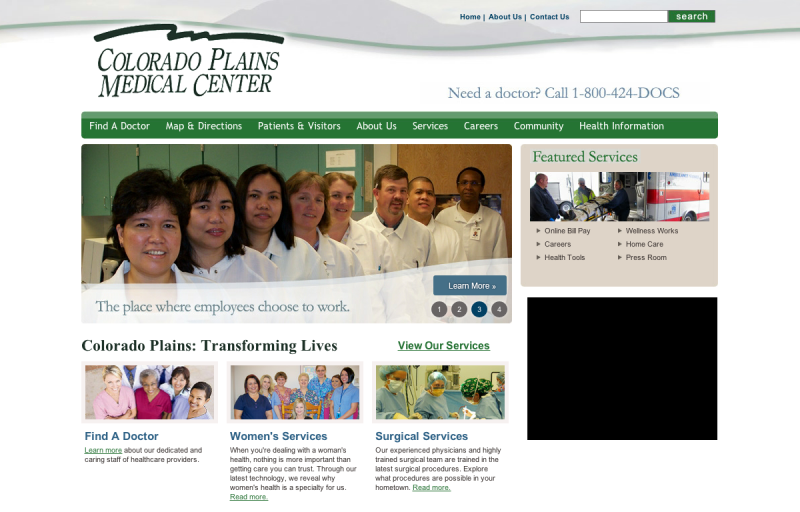 Home | About Us | Contact Us
search
COLORADO PLAINS
MEDICAL CENTER
Need a doctor? Call 1-800-424-DOCS
Find A Doctor Map & Directions Patients & Visitors About Us Services Careers Community Health Information
Learn More »
The place where employees choose to work.
1 2 3 4
Featured Services
Online Bill Pay Wellness Works
Careers Home Care
Health Tools Press Room
Colorado Plains: Transforming Lives
View Our Services
Find A Doctor
Learn more about our dedicated and
caring staff of healthcare providers.
Women's Services
When you're dealing with a woman's
health, nothing is more important than
getting care you can trust. Through our
latest technology, we reveal why
women's health is a specialty for us.
Read more.
Surgical Services
Our experienced physicians and highly
trained surgical team are trained in the
latest surgical procedures. Explore
what procedures are possible in your
hometown. Read more.